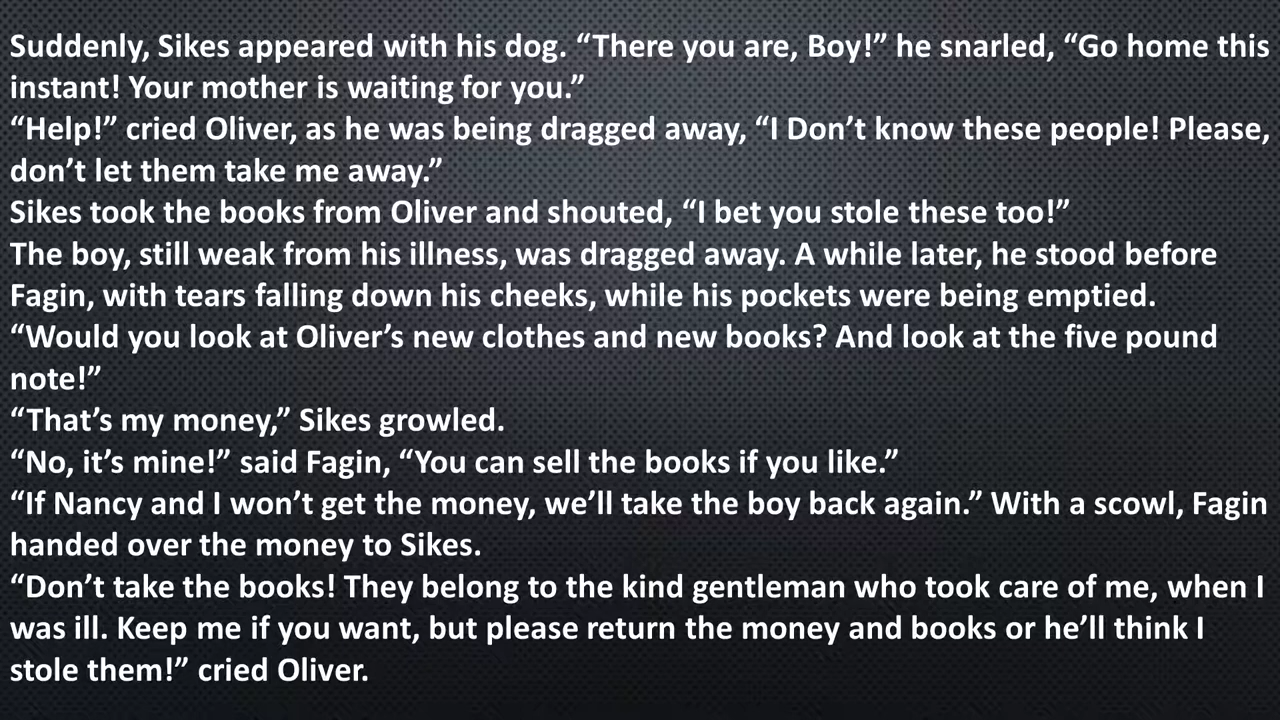 Suddenly, Sikes appeared with his dog. “There you are, Boy!” he snarled, “Go home this
instant! Your mother is waiting for you.”
“Help!” cried Oliver, as he was being dragged away, “I Don’t know these people! Please,
don’t let them take me away.”
Sikes took the books from Oliver and shouted, “I bet you stole these too!”
The boy, still weak from his illness, was dragged away. A while later, he stood before
Fagin, with tears falling down his cheeks, while his pockets were being emptied.
“Would you look at Oliver’s new clothes and new books? And look at the five pound
note!”
“That’s my money,” Sikes growled.
“No, it’s mine!” said Fagin, “You can sell the books if you like.”
“If Nancy and I won’t get the money, we’ll take the boy back again.” With a scowl, Fagin
handed over the money to Sikes.
“Don’t take the books! They belong to the kind gentleman who took care of me, when I
was ill. Keep me if you want, but please return the money and books or he’ll think I
stole them!” cried Oliver.